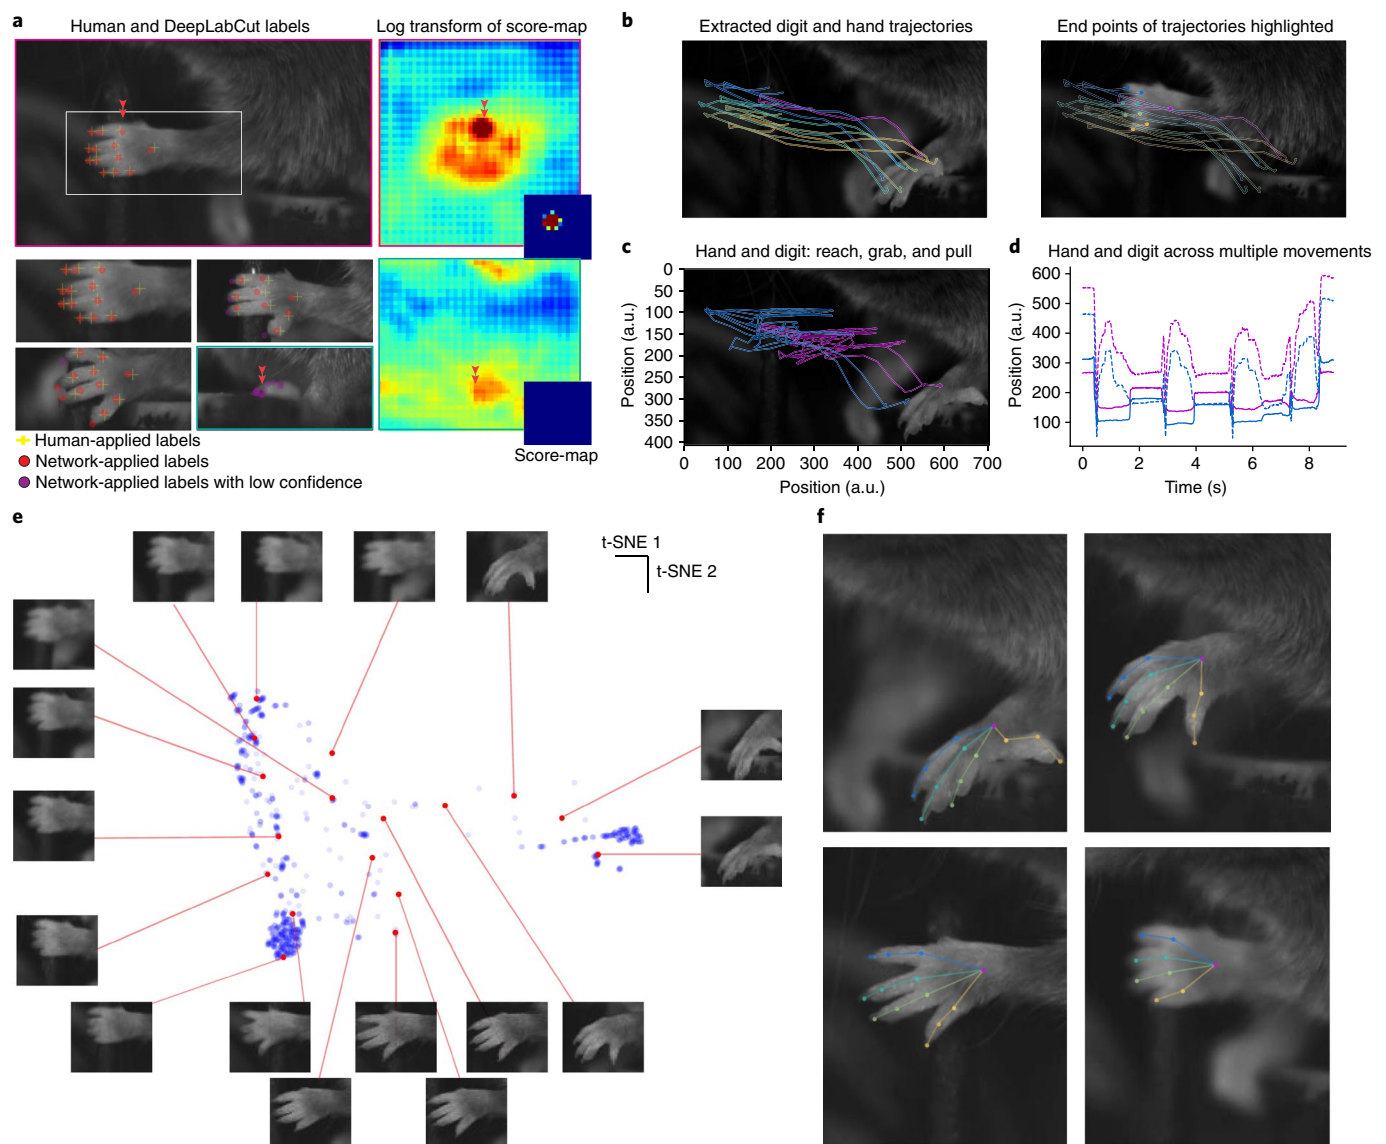 a
Human and DeepLabCut labels
Log transform of score-map
Human-applied labels
Network-applied labels
Network-applied labels with low confidence
Score-map
b
Extracted digit and hand trajectories
End points of trajectories highlighted
c
Hand and digit: reach, grab, and pull
Position (a.u.)
0
50
100
150
200
250
300
350
400
0 100 200 300 400 500 600 700
Position (a.u.)
d
Hand and digit across multiple movements
Position (a.u.)
600
500
400
300
200
100
0 2 4 6 8
Time (s)
e
t-SNE 1
t-SNE 2
f